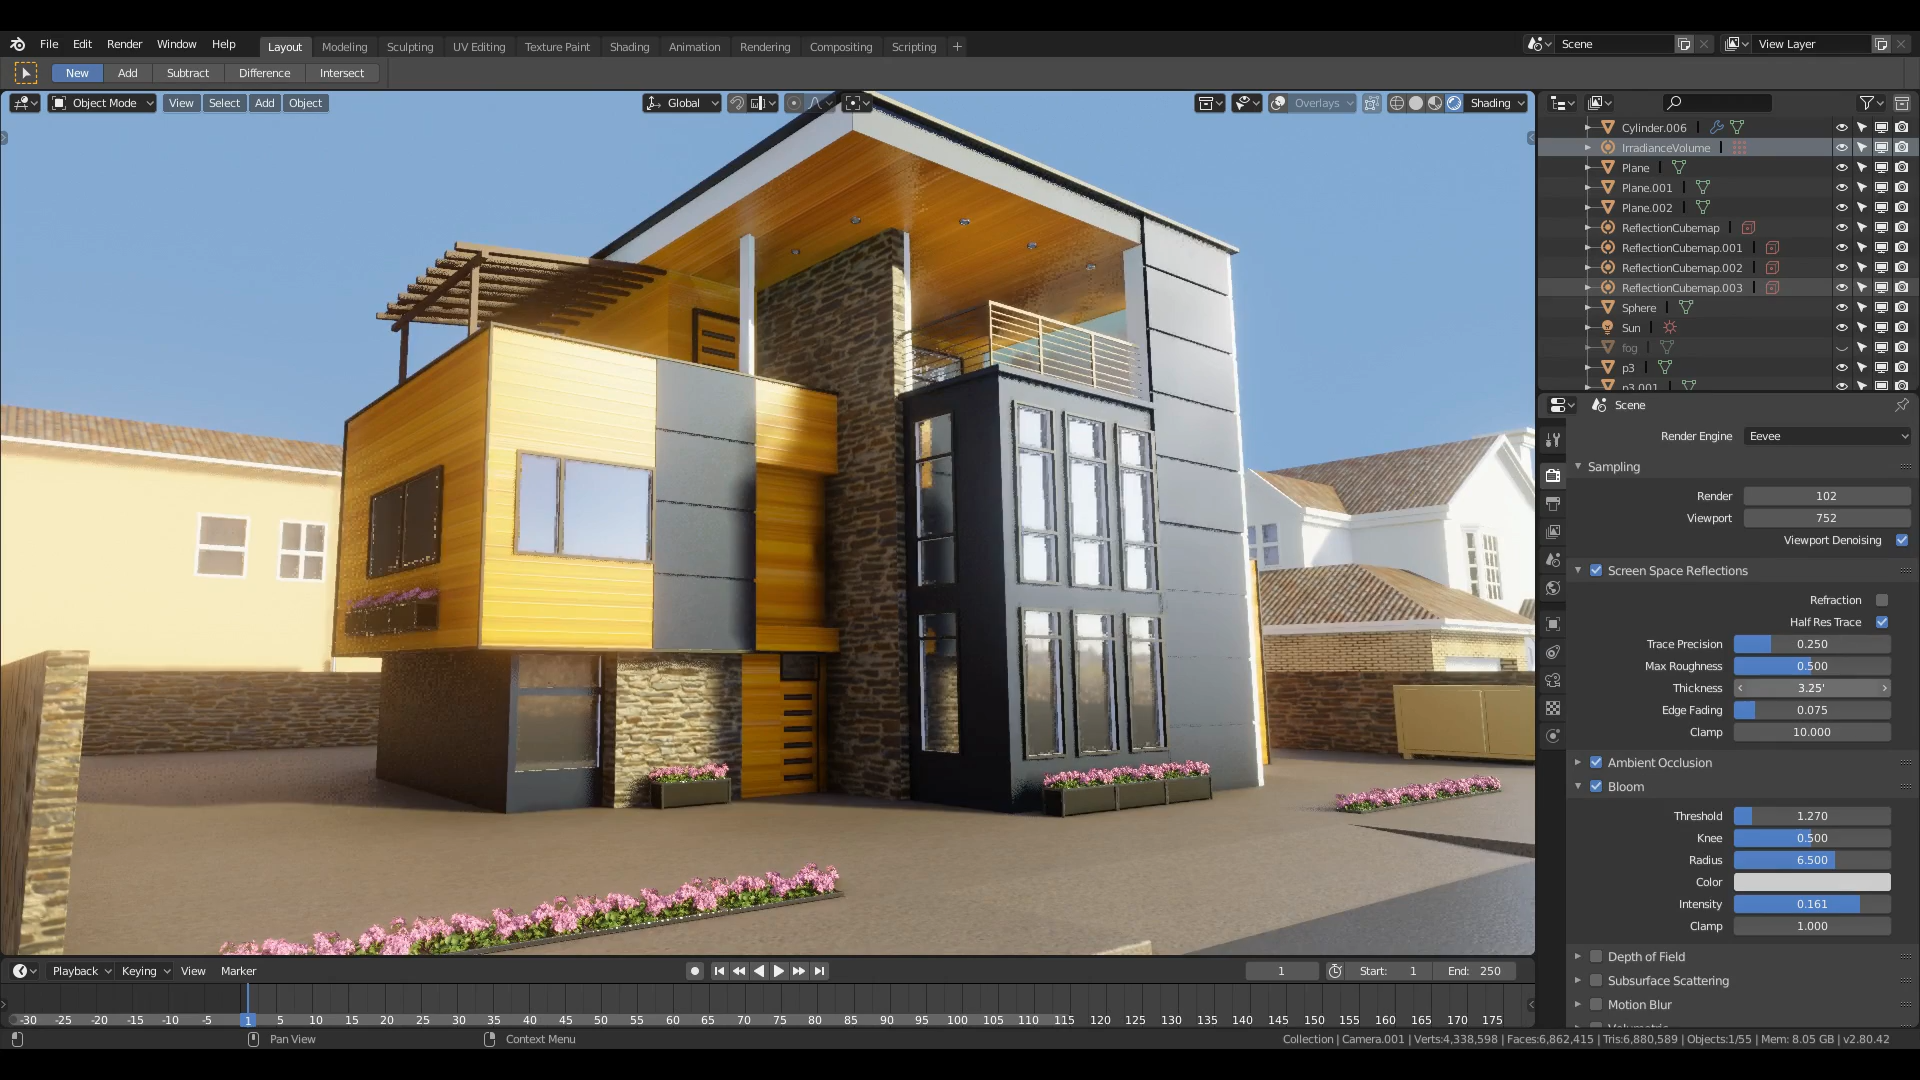 File Edit Render Window Help Layout Modeling Sculpting UV Editing Texture Paint Shading Animation Rendering Compositing Scripting + Scene View Layer
New Add Subtract Difference Intersect
Object Mode View Select Add Object Global Overlays Shading
Cylinder.006
IrradianceVolume
Plane
Plane.001
Plane.002
ReflectionCubemap
ReflectionCubemap.001
ReflectionCubemap.002
ReflectionCubemap.003
Sphere
Sun
fog
p3
p3.001
Scene
Render Engine Eevee
Sampling
Render 102
Viewport 752
Viewport Denoising
Screen Space Reflections
Refraction
Half Res Trace
Trace Precision 0.250
Max Roughness 0.500
Thickness 3.25'
Edge Fading 0.075
Clamp 10.000
Ambient Occlusion
Bloom
Threshold 1.270
Knee 0.500
Radius 6.500
Color
Intensity 0.161
Clamp 1.000
Depth of Field
Subsurface Scattering
Motion Blur
Playback Keying View Marker 1 Start: 1 End: 250
-30 -25 -20 -15 -10 -5 1 5 10 15 20 25 30 35 40 45 50 55 60 65 70 75 80 85 90 95 100 105 110 115 120 125 130 135 140 145 150 155 160 165 170 175
Pan View Context Menu Collection | Camera.001 | Verts:4,338,598 | Faces:6,862,415 | Tris:6,880,589 | Objects:1/55 | Mem: 8.05 GB | v2.80.42